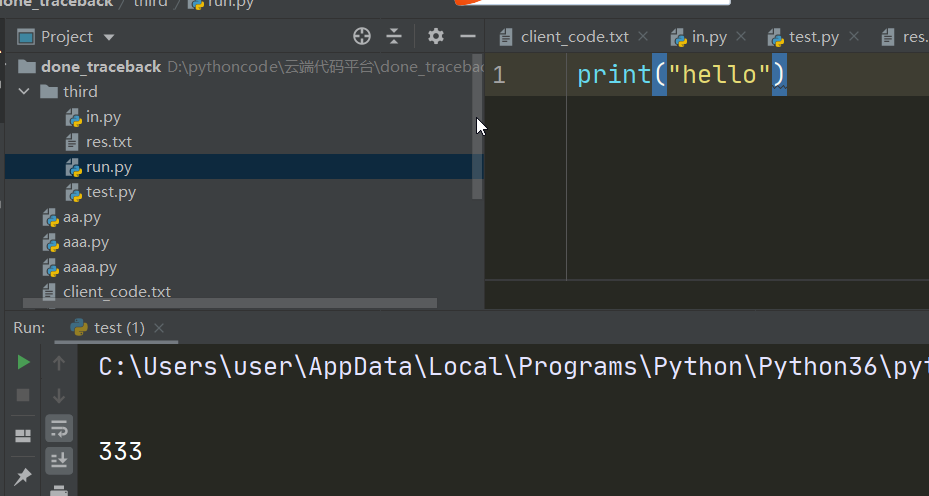 done_traceback / third / run.py
Project
client_code.txt in.py test.py res.
done_traceback D:\pythoncode\云端代码平台\done_traceba
third
in.py
res.txt
run.py
test.py
aa.py
aaa.py
aaaa.py
client_code.txt
1 print("hello")
Run: test (1)
C:\Users\user\AppData\Local\Programs\Python\Python36\pyt
333